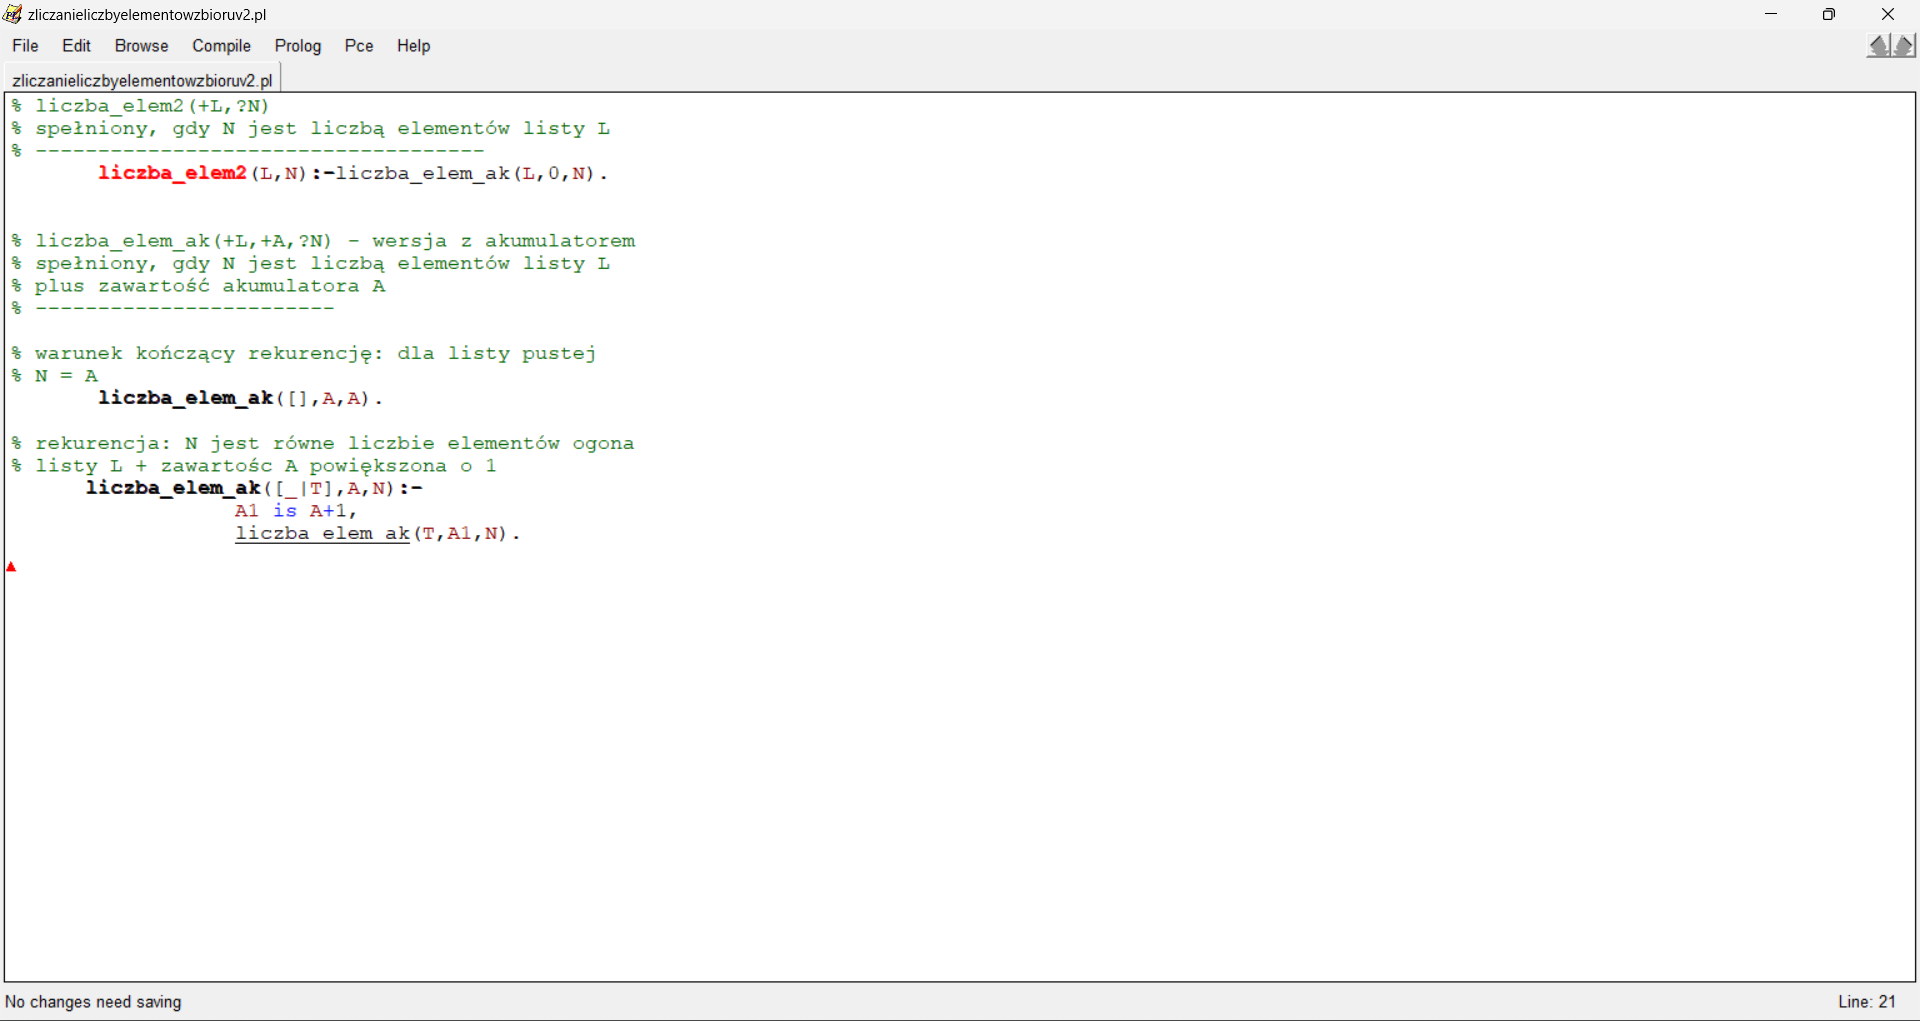 zliczanieliczbyelementowzbioruv2.pl
File Edit Browse Compile Prolog Pce Help
zliczanieliczbyelementowzbioruv2.pl
% liczba_elem2(+L,?N)
% spełniony, gdy N jest liczbą elementów listy L
% ------------------------------------
liczba_elem2(L,N):-liczba_elem_ak(L,0,N).
% liczba_elem_ak(+L,+A,?N) - wersja z akumulatorem
% spełniony, gdy N jest liczbą elementów listy L
% plus zawartość akumulatora A
% ------------------------
% warunek kończący rekurencję: dla listy pustej
% N = A
liczba_elem_ak([],A,A).
% rekurencja: N jest równe liczbie elementów ogona
% listy L + zawartośc A powiększona o 1
liczba_elem_ak([_|T],A,N):-
A1 is A+1,
liczba_elem_ak(T,A1,N).
No changes need saving
Line: 21